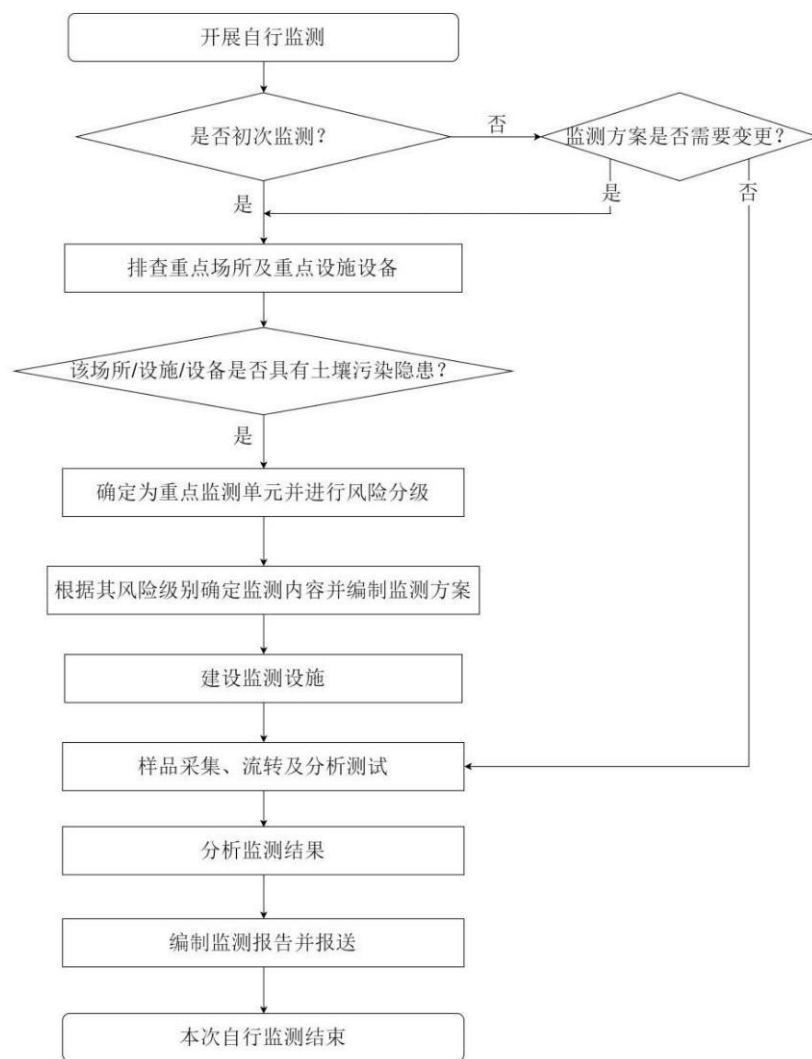 开展自行监测
是否初次监测？
否
监测方案是否需要变更？
是
是
否
排查重点场所及重点设施设备
该场所/设施/设备是否具有土壤污染隐患？
是
确定为重点监测单元并进行风险分级
根据其风险级别确定监测内容并编制监测方案
建设监测设施
样品采集、流转及分析测试
分析监测结果
编制监测报告并报送
本次自行监测结束